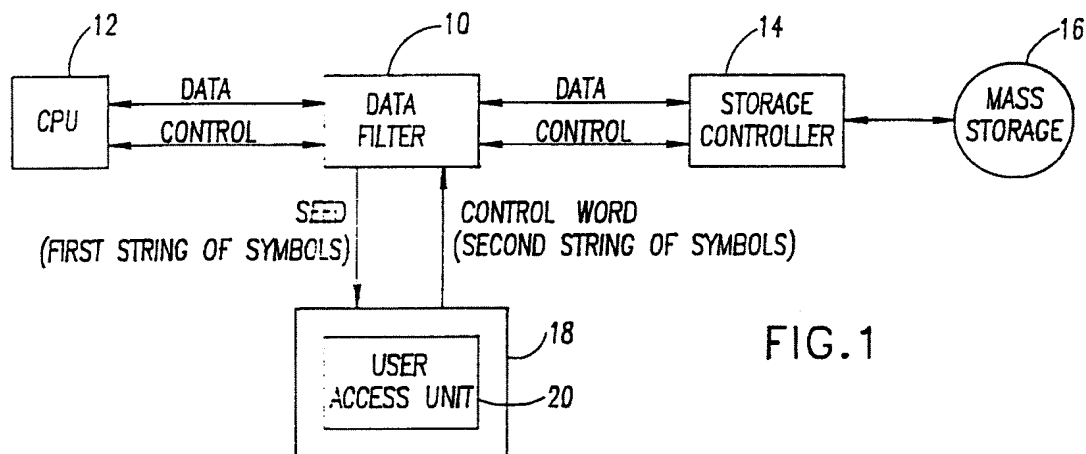 12
10
14
16
CPU
DATA
CONTROL
DATA
FILTER
DATA
CONTROL
STORAGE
CONTROLLER
MASS
STORAGE
SEED
(FIRST STRING OF SYMBOLS)
CONTROL WORD
(SECOND STRING OF SYMBOLS)
18
USER
ACCESS UNIT
20
FIG.1